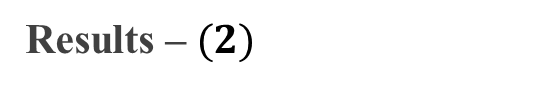 Results – (2)